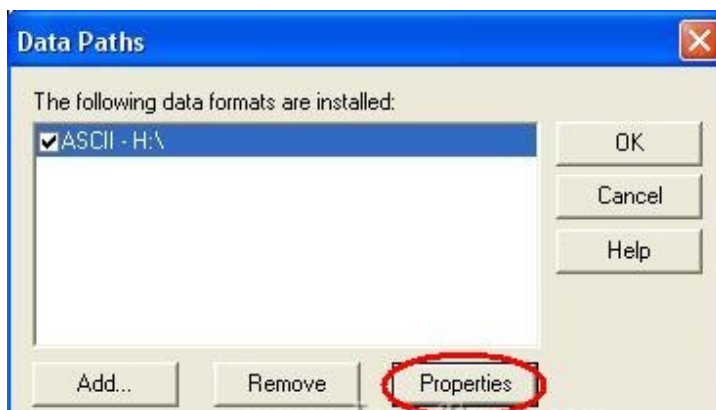 Data Paths
The following data formats are installed:
ASCII - H:\
OK
Cancel
Help
Add...
Remove
Properties